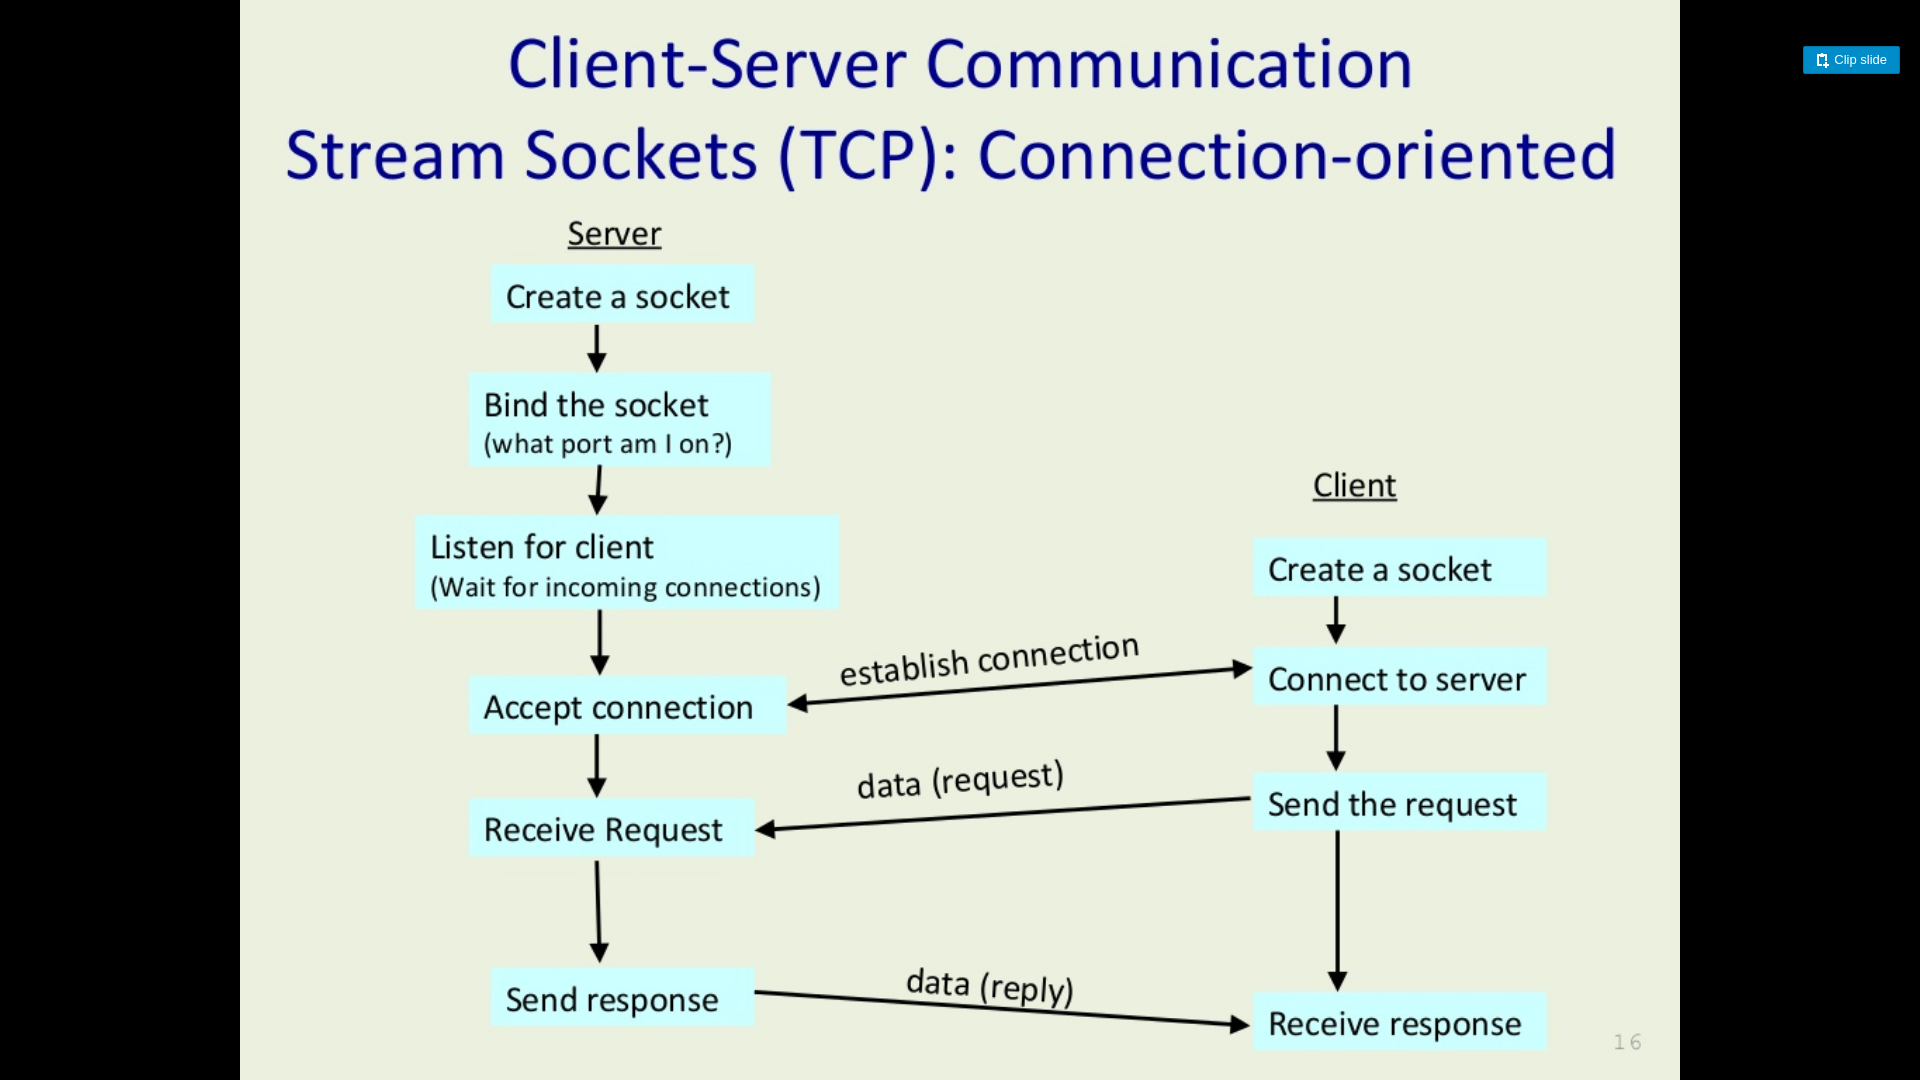 Client-Server Communication
Stream Sockets (TCP): Connection-oriented
Clip slide
Server
Create a socket
Bind the socket
(what port am I on?)
Listen for client
(Wait for incoming connections)
Accept connection
Receive Request
Send response
establish connection
data (request)
data (reply)
Client
Create a socket
Connect to server
Send the request
Receive response
16